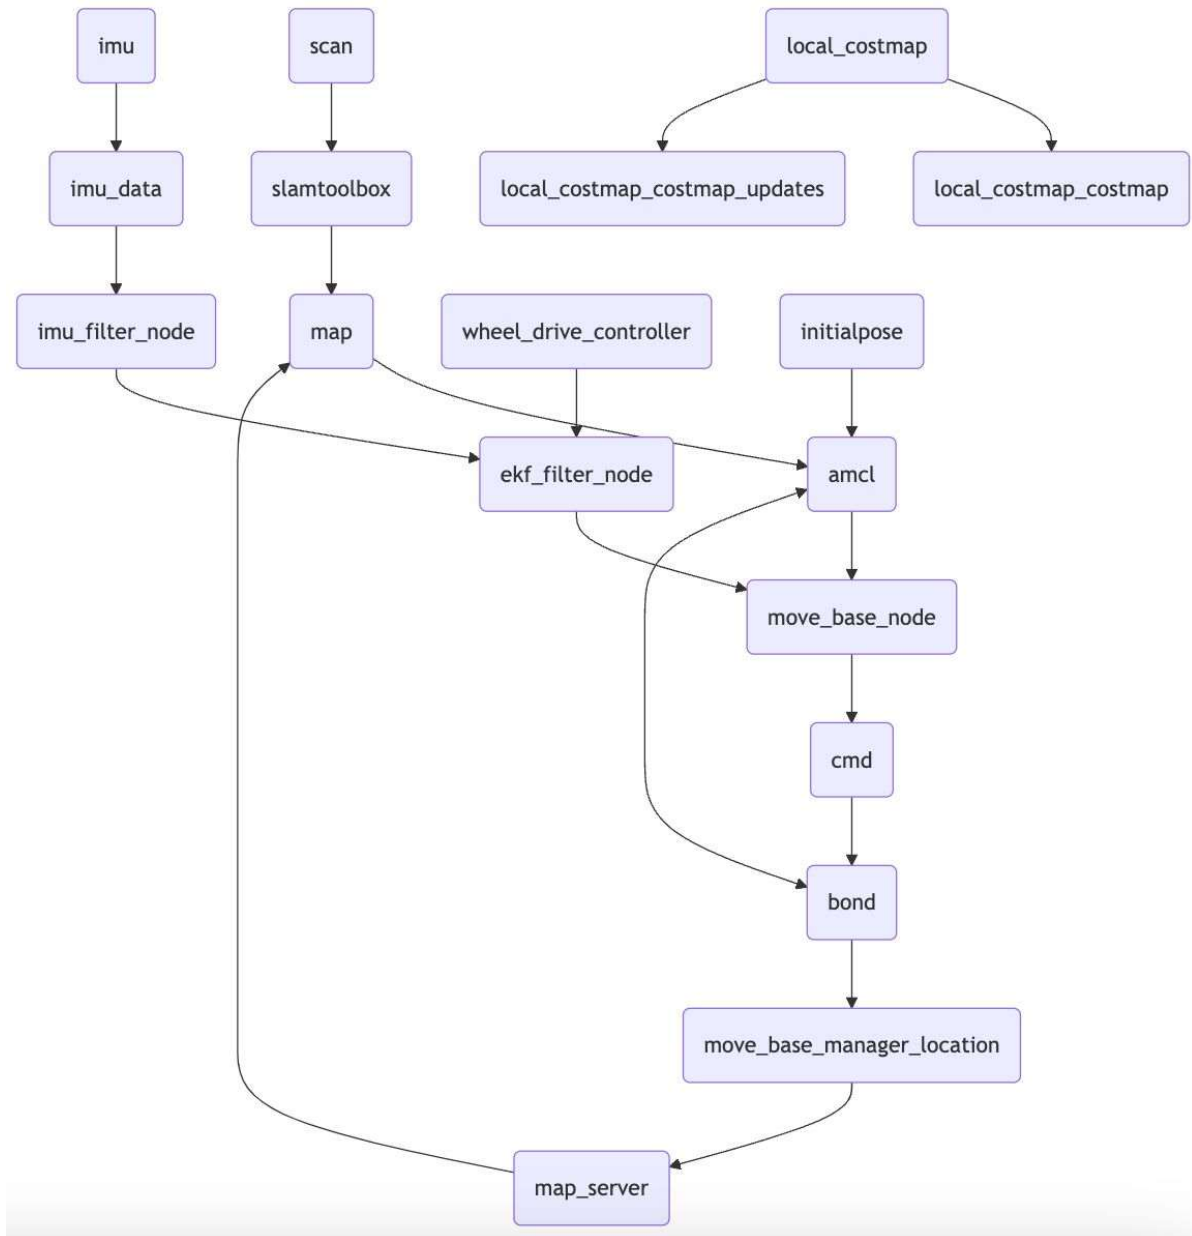 imu
scan
local_costmap
imu_data
slamtoolbox
local_costmap_costmap_updates
local_costmap_costmap
imu_filter_node
map
wheel_drive_controller
initialpose
ekf_filter_node
amcl
move_base_node
cmd
bond
move_base_manager_location
map_server